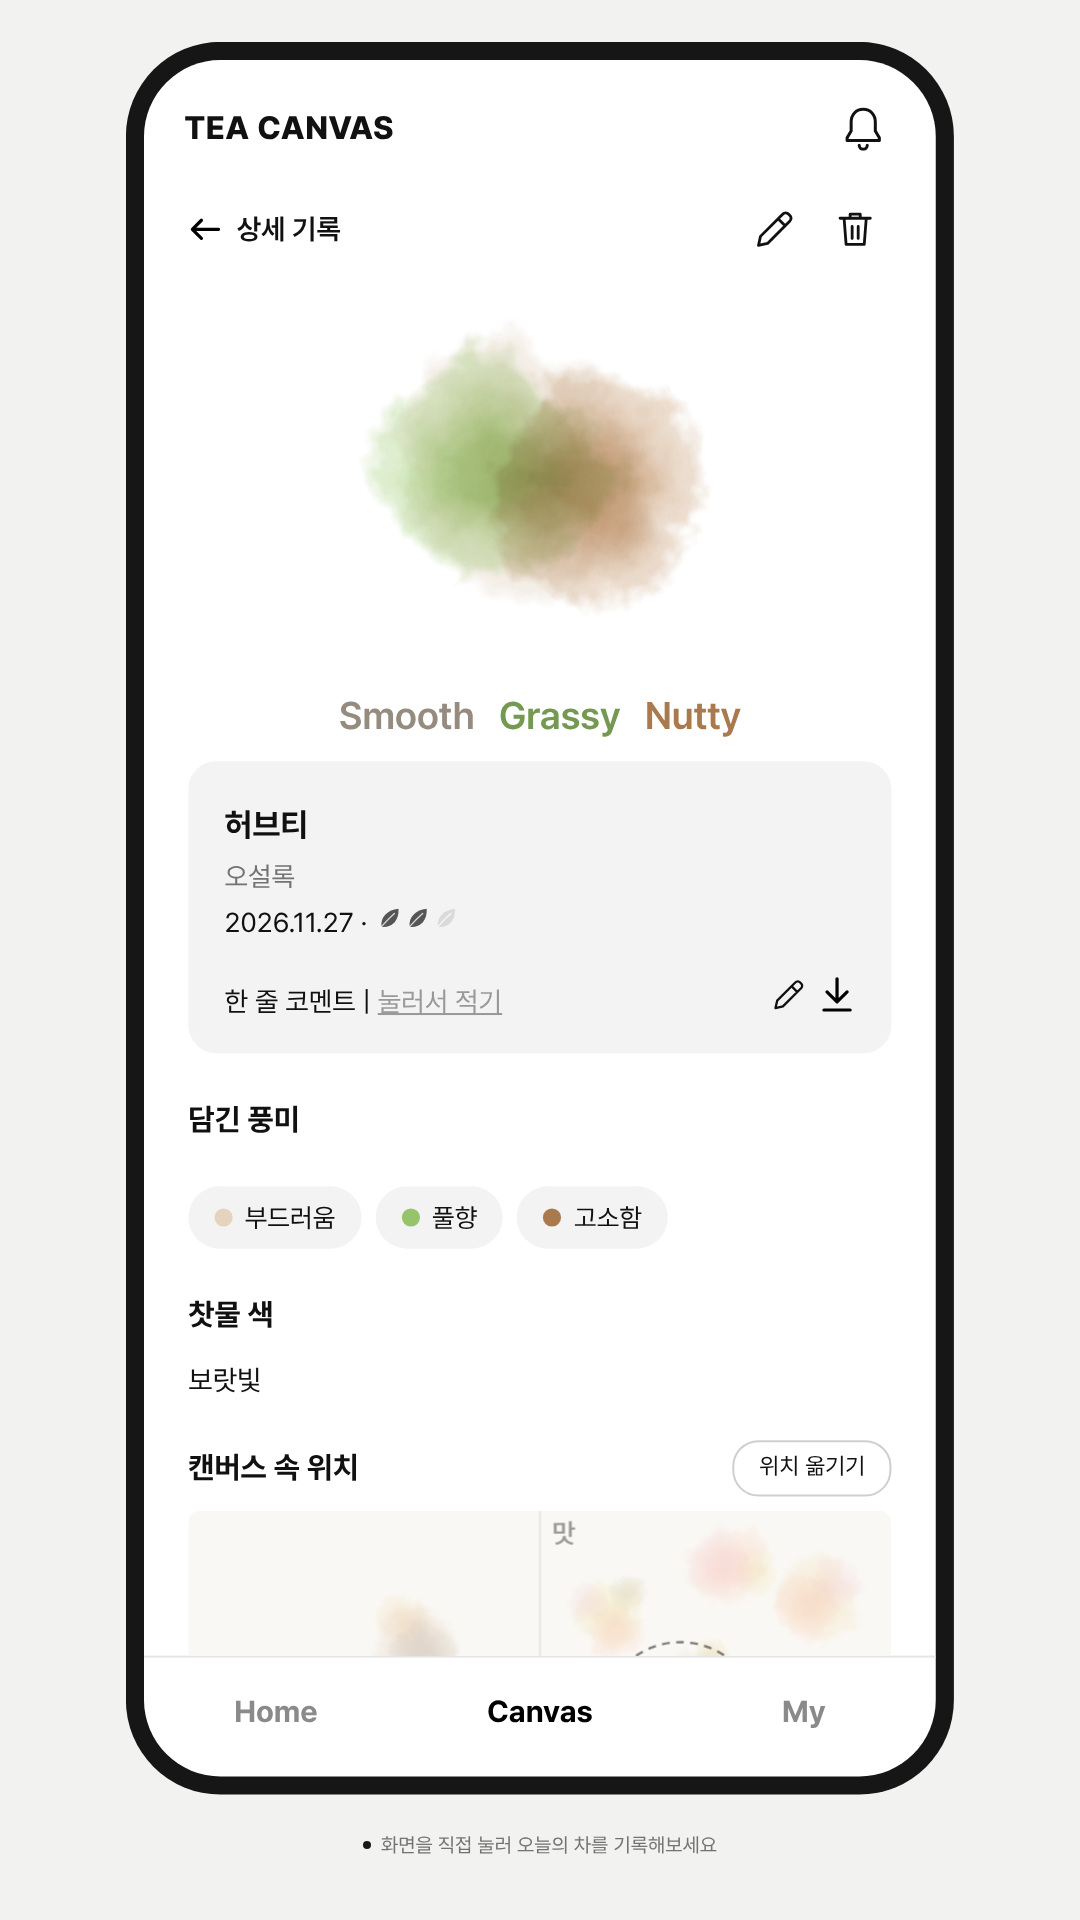 TEA CANVAS
상세 기록
Smooth Grassy Nutty
허브티
오설록
2026.11.27 ·
한 줄 코멘트 | 눌러서 적기
담긴 풍미
부드러움 풀향 고소함
찻물 색
보랏빛
캔버스 속 위치 위치 옮기기
맛
Home Canvas My
화면을 직접 눌러 오늘의 차를 기록해보세요